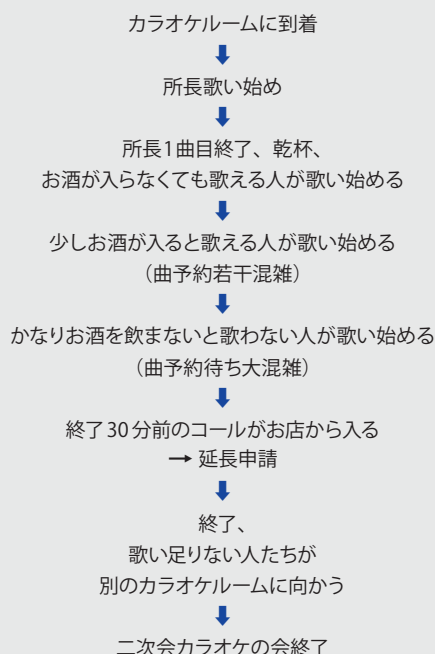 カラオケルームに到着
所長歌い始め
所長1曲目終了、乾杯、
お酒が入らなくても歌える人が歌い始める
少しお酒が入ると歌える人が歌い始める
（曲予約若干混雑）
かなりお酒を飲まないと歌わない人が歌い始める
（曲予約待ち大混雑）
終了30分前のコールがお店から入る
→ 延長申請
終了、
歌い足りない人たちが
別のカラオケルームに向かう
二次会カラオケの会終了